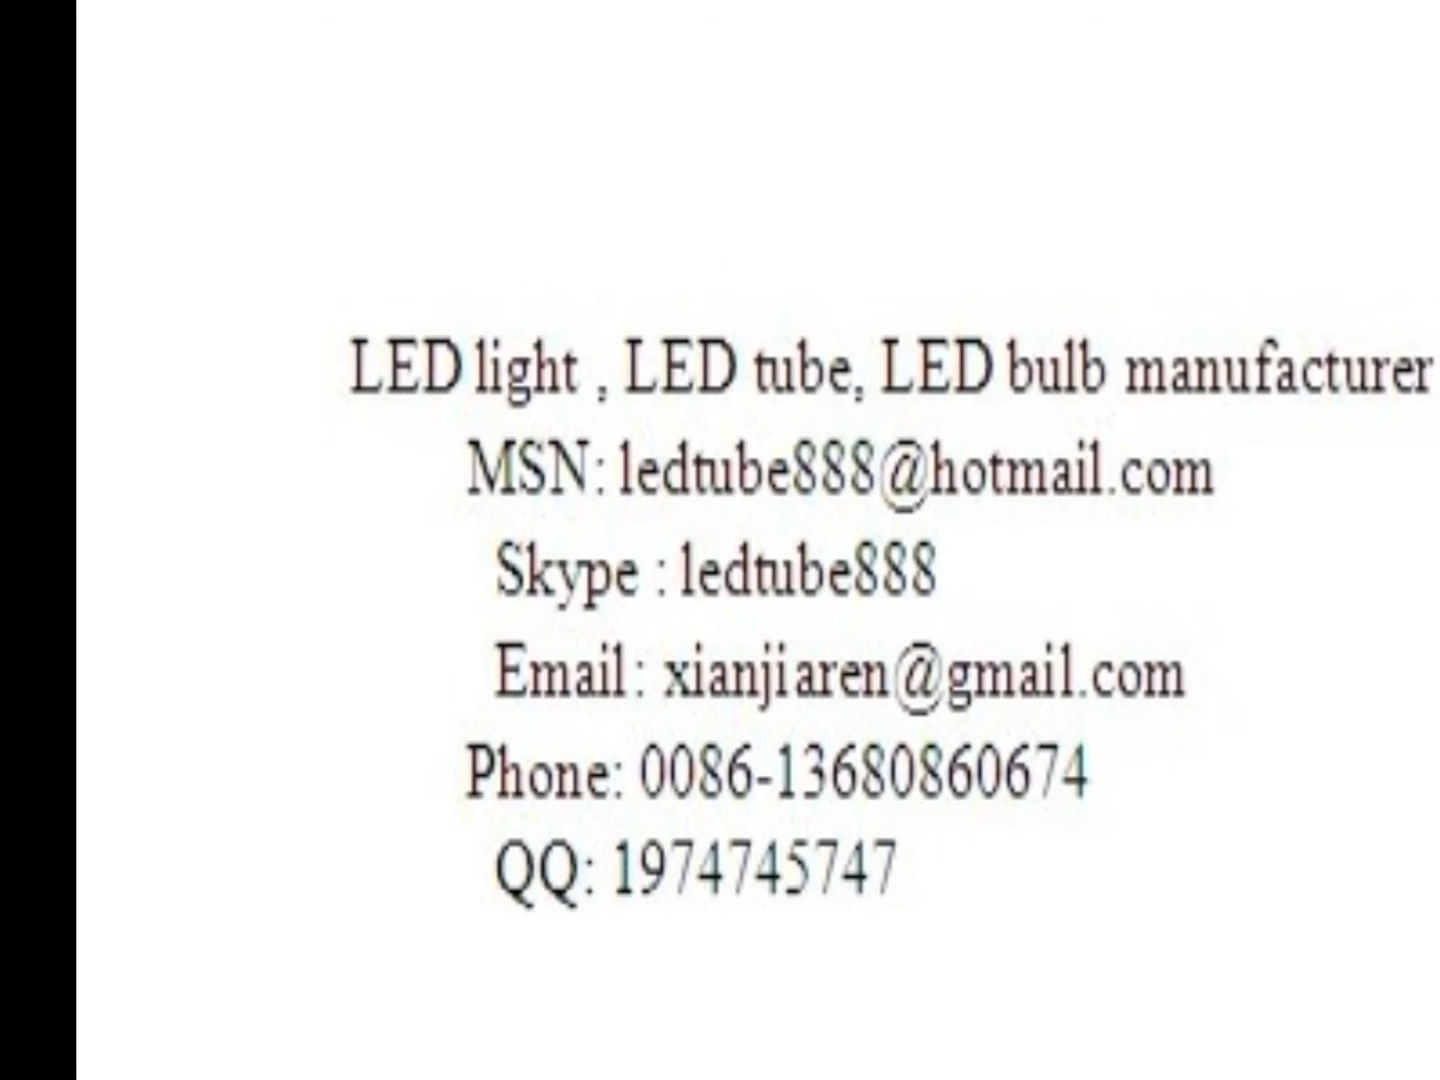 LED light , LED tube, LED bulb manufacturer
MSN: ledtube888@hotmail.com
Skype : ledtube888
Email: xianjiaren@gmail.com
Phone: 0086-13680860674
QQ: 1974745747